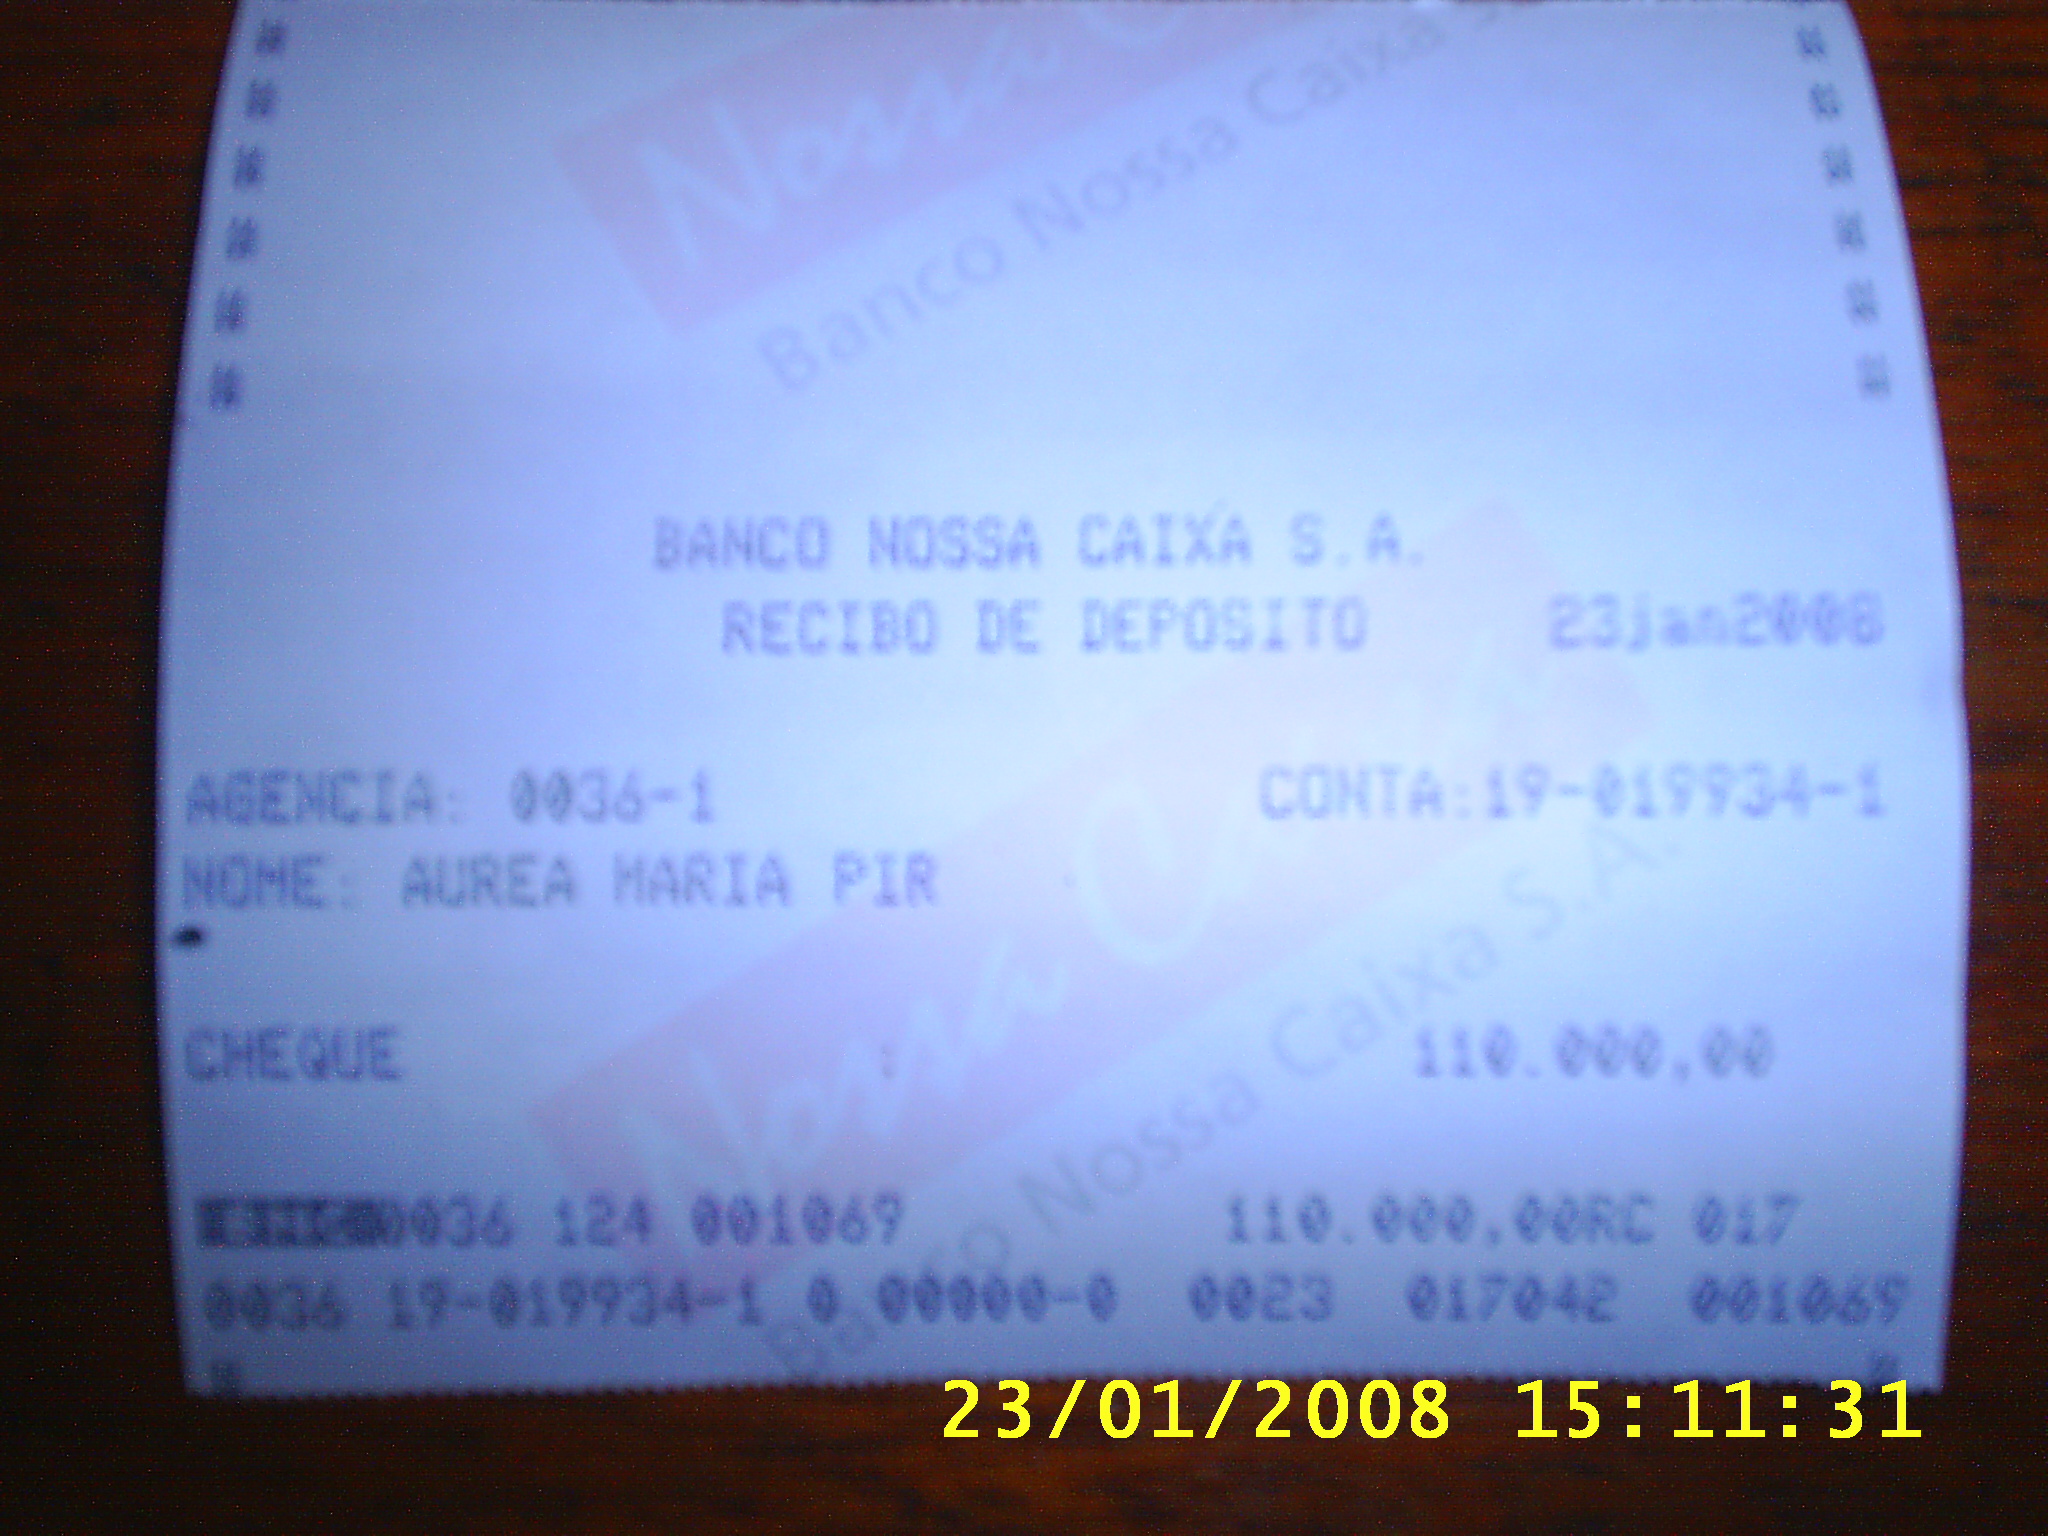 Nossa C
Banco Nossa Caixa S
BANCO NOSSA CAIXA S.A.
RECIBO DE DEPOSITO 23jan2008
AGENCIA: 0036-1 CONTA:19-019934-1
NOME: AUREA MARIA PIR
Nossa C
Banco Nossa Caixa S.A.
CHEQUE : 110.000,00
0036 124 001069 110.000,00RC 017
0036 19-019934-1 0 00000-0 0023 017042 001069
23/01/2008 15:11:31